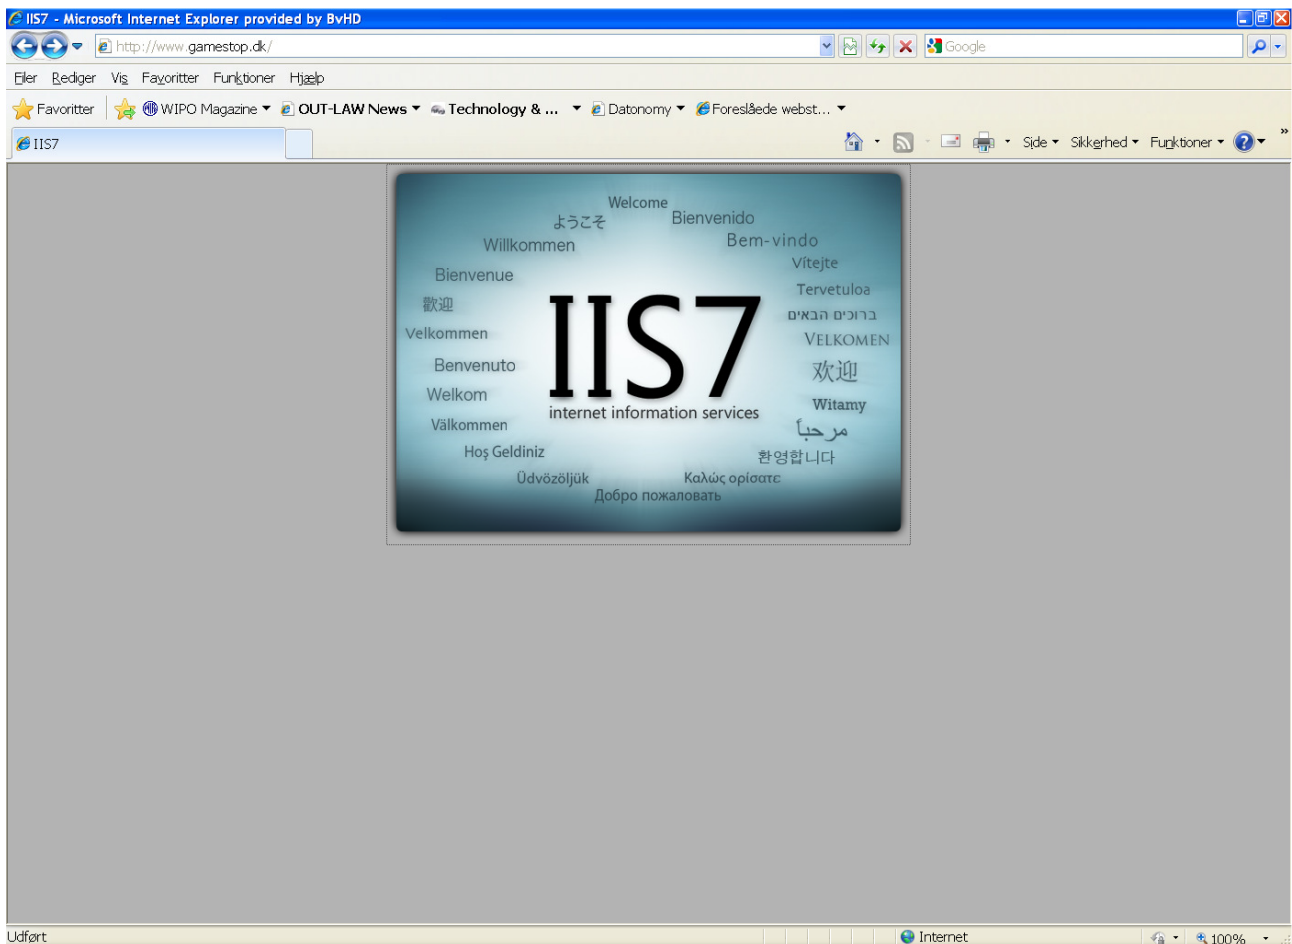 IIS7 - Microsoft Internet Explorer provided by BvHD
http://www.gamestop.dk/
Google
Filer Rediger Vis Favoritter Funktioner Hjælp
Favoritter WIPO Magazine OUT-LAW News Technology & ... Datonomy Foreslåede webst...
IIS7
Side Sikkerhed Funktioner
Welcome
ようこそ
Bienvenido
Willkommen
Bem-vindo
Vítejte
Bienvenue
Tervetuloa
歡迎
ברוכים הבאים
Velkommen
VELKOMEN
IIS7
internet information services
Benvenuto
欢迎
Welkom
Witamy
Välkommen
مرحباً
Hoş Geldiniz
환영합니다
Üdvözöljük
Καλώς ορίσατε
Добро пожаловать
Udført
Internet
100%